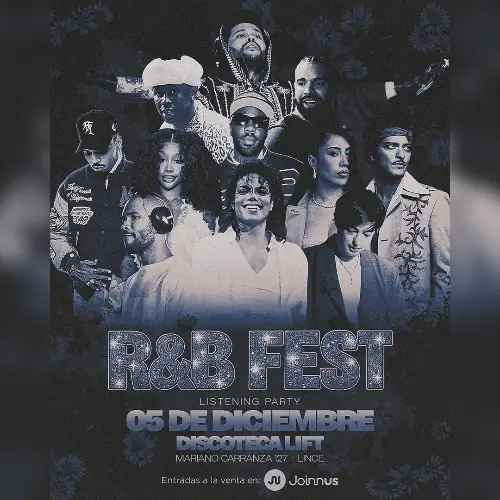 R&B FEST
LISTENING PARTY
05 DE DICIEMBRE
DISCOTECA LIFT
MARIANO CARRANZA 127 - LINCE
Entradas a la venta en: Joinnus